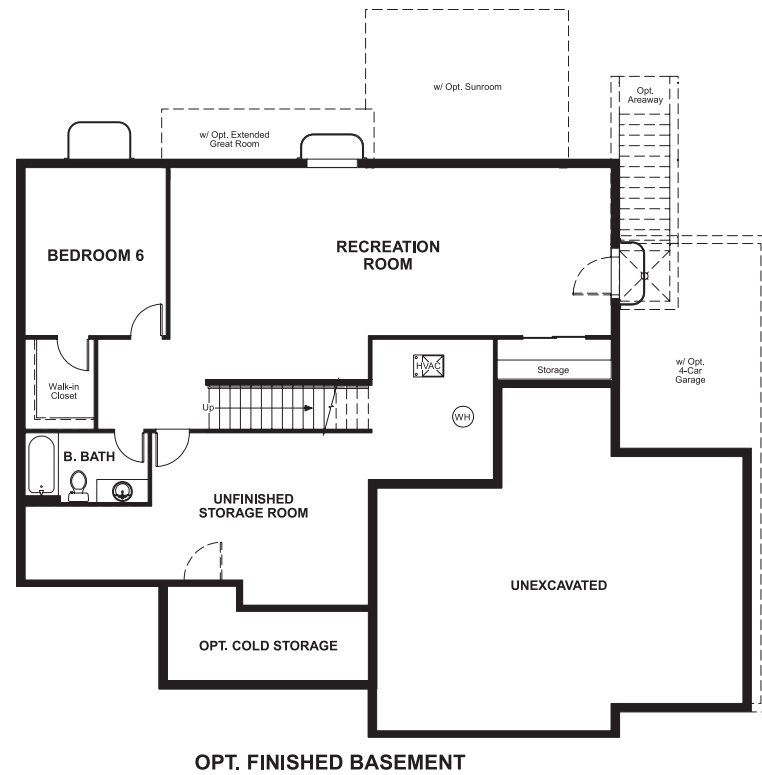 w/ Opt. Sunroom
Opt.
Areaway
w/ Opt. Extended
Great Room
BEDROOM 6
RECREATION
ROOM
HVAC
Storage
w/ Opt.
4-Car
Garage
Walk-in
Closet
Up
WH
B. BATH
UNFINISHED
STORAGE ROOM
UNEXCAVATED
OPT. COLD STORAGE
OPT. FINISHED BASEMENT